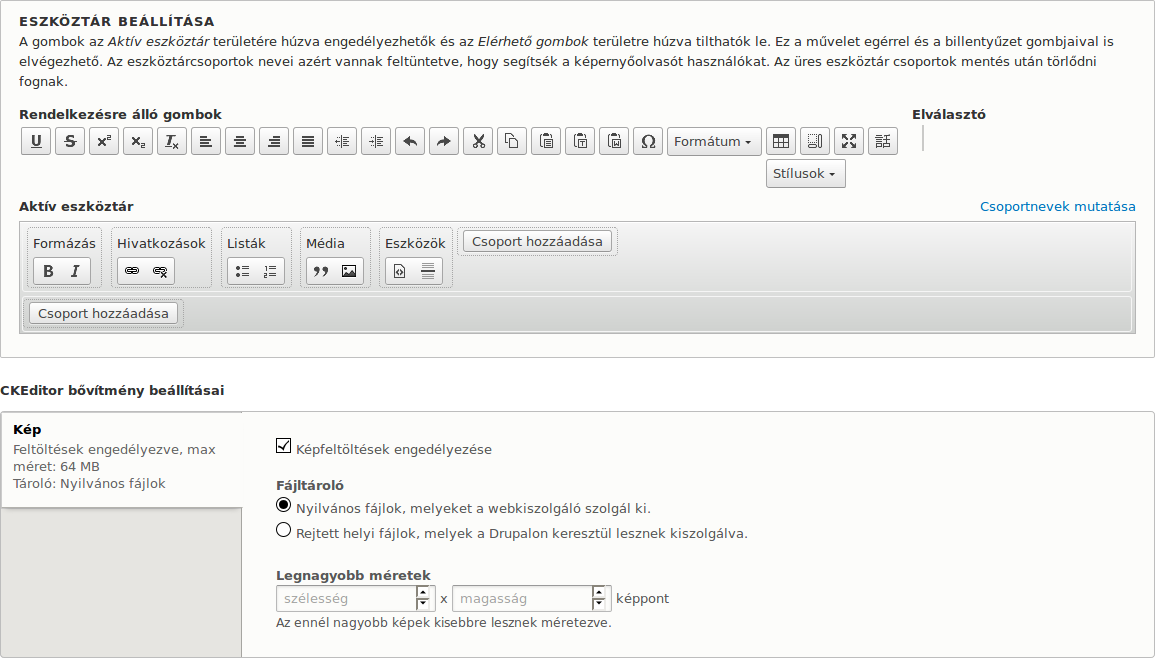 ESZKÖZTÁR BEÁLLÍTÁSA
A gombok az Aktív eszköztár területére húzva engedélyezhetők és az Elérhető gombok területre húzva tilthatók le. Ez a művelet egérrel és a billentyűzet gombjaival is
elvégezhető. Az eszköztárcsoportok nevei azért vannak feltüntetve, hogy segítsék a képernyőolvasót használókat. Az üres eszköztár csoportok mentés után törlődni
fognak.
Rendelkezésre álló gombok
Elválasztó
U S x² x₂ Ix Ω Formátum
Stílusok
Aktív eszköztár
Csoportnevek mutatása
Formázás Hivatkozások Listák Média Eszközök Csoport hozzáadása
B I
Csoport hozzáadása
CKEditor bővítmény beállításai
Kép
Feltöltések engedélyezve, max
méret: 64 MB
Tároló: Nyilvános fájlok
Képfeltöltések engedélyezése
Fájltároló
Nyilvános fájlok, melyeket a webkiszolgáló szolgál ki.
Rejtett helyi fájlok, melyek a Drupalon keresztül lesznek kiszolgálva.
Legnagyobb méretek
szélesség x magasság képpont
Az ennél nagyobb képek kisebbre lesznek méretezve.